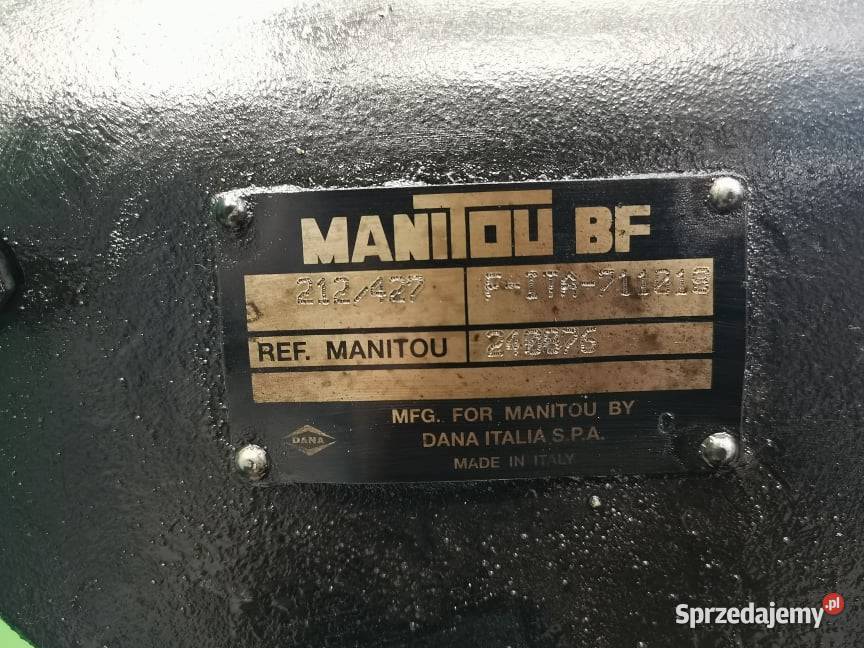 MANITOU BF
212/427 F-ITA-711218
REF. MANITOU 240076
MFG. FOR MANITOU BY
DANA DANA ITALIA S.P.A.
MADE IN ITALY
Sprzedajemy.pl